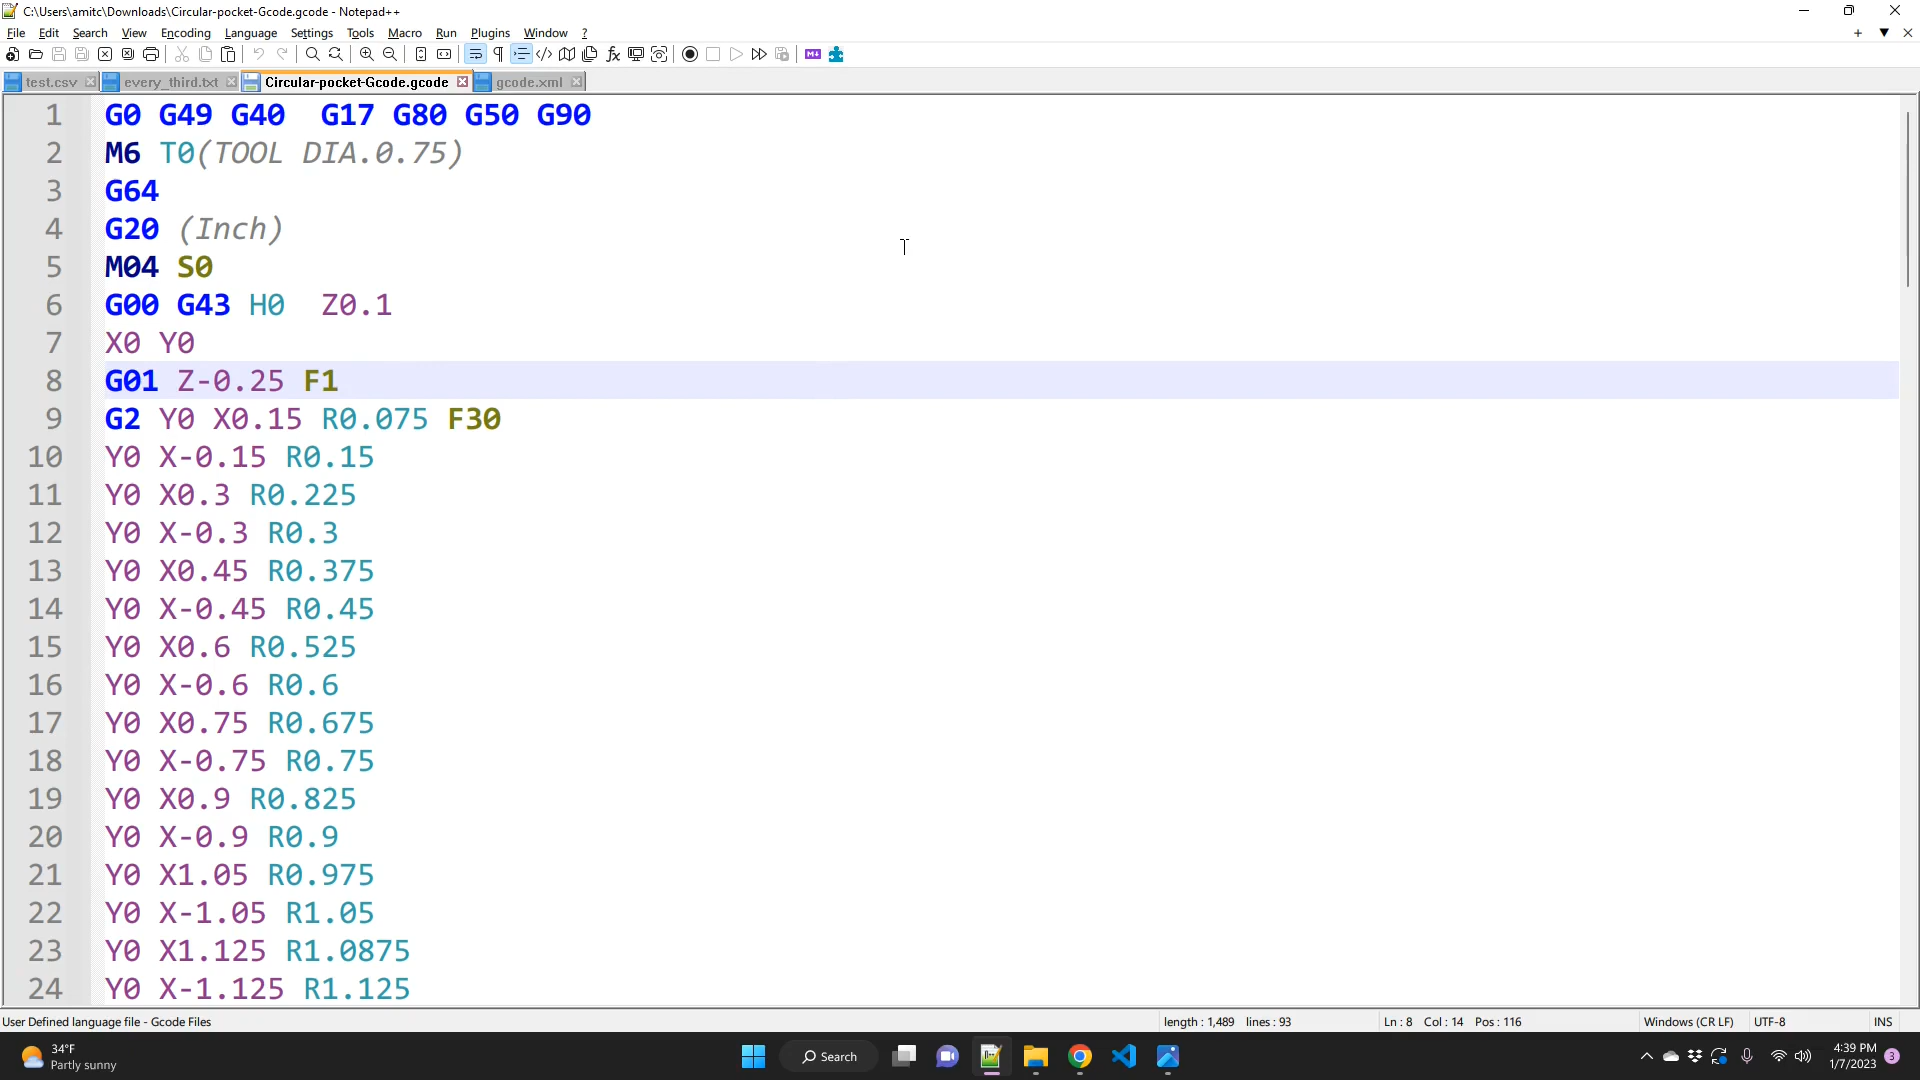 C:\Users\amitc\Downloads\Circular-pocket-Gcode.gcode - Notepad++
File Edit Search View Encoding Language Settings Tools Macro Run Plugins Window ?
test.csv every_third.txt Circular-pocket-Gcode.gcode gcode.xml
1 G0 G49 G40  G17 G80 G50 G90
2 M6 T0(TOOL DIA.0.75)
3 G64
4 G20 (Inch)
5 M04 S0
6 G00 G43 H0  Z0.1
7 X0 Y0
8 G01 Z-0.25 F1
9 G2 Y0 X0.15 R0.075 F30
10 Y0 X-0.15 R0.15
11 Y0 X0.3 R0.225
12 Y0 X-0.3 R0.3
13 Y0 X0.45 R0.375
14 Y0 X-0.45 R0.45
15 Y0 X0.6 R0.525
16 Y0 X-0.6 R0.6
17 Y0 X0.75 R0.675
18 Y0 X-0.75 R0.75
19 Y0 X0.9 R0.825
20 Y0 X-0.9 R0.9
21 Y0 X1.05 R0.975
22 Y0 X-1.05 R1.05
23 Y0 X1.125 R1.0875
24 Y0 X-1.125 R1.125
User Defined language file - Gcode Files length : 1,489 lines : 93 Ln : 8 Col : 14 Pos : 116 Windows (CR LF) UTF-8 INS
34°F
Partly sunny
Search
4:39 PM
1/7/2023
3